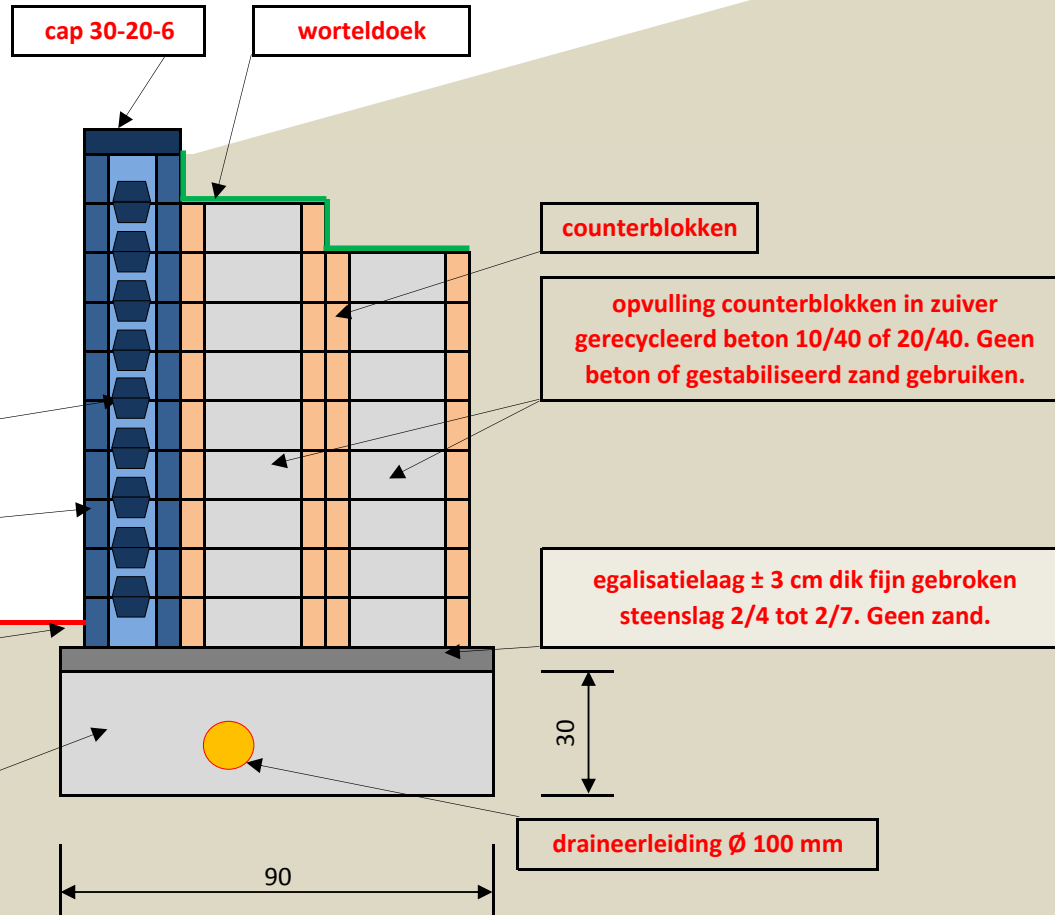 cap 30-20-6
worteldoek
counterblokken
opvulling counterblokken in zuiver
gerecycleerd beton 10/40 of 20/40. Geen
beton of gestabiliseerd zand gebruiken.
egalisatielaag ± 3 cm dik fijn gebroken
steenslag 2/4 tot 2/7. Geen zand.
30
draineerleiding Ø 100 mm
90